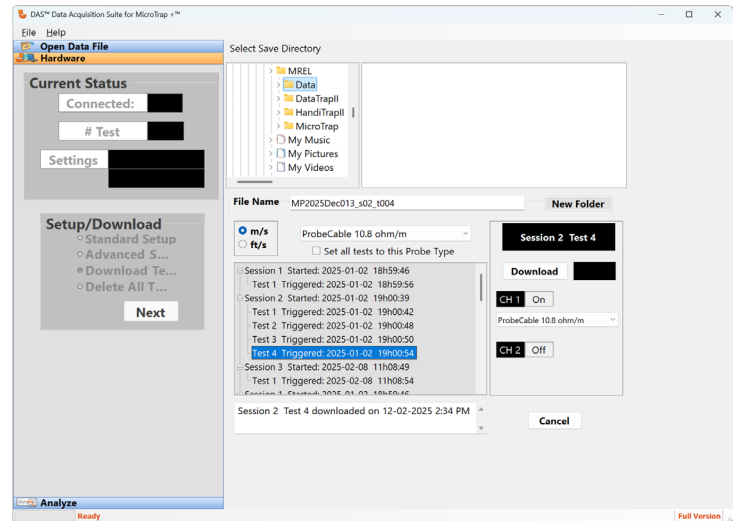 DAS™ Data Acquisition Suite for MicroTrap +™
File Help
Open Data File
Hardware
Current Status
Connected:
# Test
Settings
Setup/Download
Standard Setup
Advanced S...
Download Te...
Delete All T...
Next
Analyze
Select Save Directory
MREL
Data
DataTrapII
HandiTrapII
MicroTrap
My Music
My Pictures
My Videos
File Name MP2025Dec013_s02_t004 New Folder
m/s
ft/s
ProbeCable 10.8 ohm/m
Set all tests to this Probe Type
Session 1 Started: 2025-01-02 18h59:46
Test 1 Triggered: 2025-01-02 18h59:56
Session 2 Started: 2025-01-02 19h00:39
Test 1 Triggered: 2025-01-02 19h00:42
Test 2 Triggered: 2025-01-02 19h00:48
Test 3 Triggered: 2025-01-02 19h00:50
Test 4 Triggered: 2025-01-02 19h00:54
Session 3 Started: 2025-02-08 11h08:49
Test 1 Triggered: 2025-02-08 11h08:54
Session 1 Started: 2025-01-02 18h59:46
Session 2 Test 4
Download
CH 1 On
ProbeCable 10.8 ohm/m
CH 2 Off
Session 2 Test 4 downloaded on 12-02-2025 2:34 PM
Cancel
Ready
Full Version